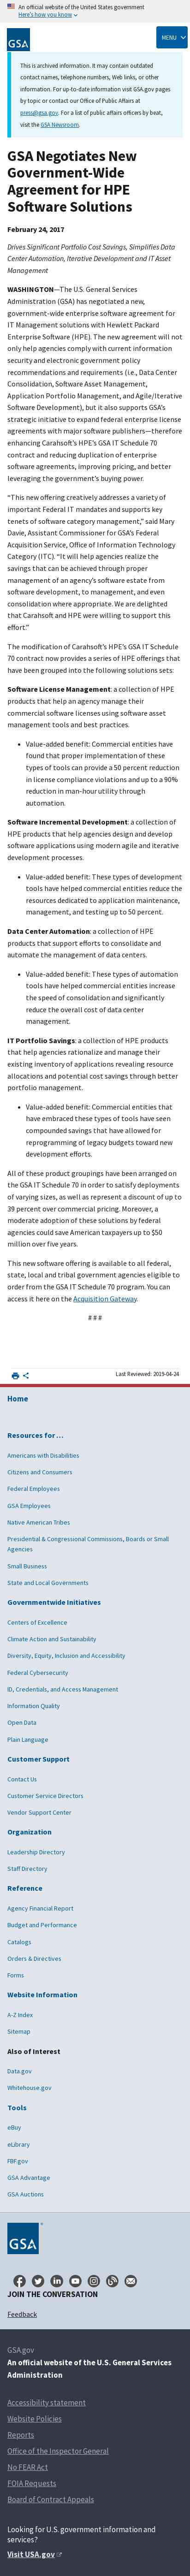 An official website of the United States government
Here's how you know
GSA
MENU
This is archived information. It may contain outdated
contact names, telephone numbers, Web links, or other
information. For up-to-date information visit GSA.gov pages
by topic or contact our Office of Public Affairs at
press@gsa.gov. For a list of public affairs officers by beat,
visit the GSA Newsroom.
GSA Negotiates New
Government-Wide
Agreement for HPE
Software Solutions
February 24, 2017
Drives Significant Portfolio Cost Savings, Simplifies Data
Center Automation, Iterative Development and IT Asset
Management
WASHINGTON—The U.S. General Services
Administration (GSA) has negotiated a new,
government-wide enterprise software agreement for
IT Management solutions with Hewlett Packard
Enterprise Software (HPE). The new agreement will not
only help agencies comply with current and emerging
security and electronic government policy
recommendations and requirements (i.e., Data Center
Consolidation, Software Asset Management,
Application Portfolio Management, and Agile/Iterative
Software Development), but it also supports GSA's
strategic initiative to expand enterprise license
agreements with major software publishers—therefore
enhancing Carahsoft's HPE's GSA IT Schedule 70
contract and reducing duplication of enterprise
software agreements, improving pricing, and better
leveraging the government's buying power.
“This new offering creatively addresses a variety of
important Federal IT mandates and supports six key
tenets of software category management,” said Mary
Davie, Assistant Commissioner for GSA's Federal
Acquisition Service, Office of Information Technology
Category (ITC). “It will help agencies realize the
savings that can be achieved through proper
management of an agency's software estate from
software development, to management, and even
consolidation where appropriate. We are delighted
that Carahsoft and HPE have come forward to support
this effort.”
The modification of Carahsoft's HPE's GSA IT Schedule
70 contract now provides a series of HPE offerings that
have been grouped into the following solutions sets:
Software License Management: a collection of HPE
products that help an agency manage their
commercial software licenses using software asset
management tools and best practices.
Value-added benefit: Commercial entities have
found that proper implementation and use of
these types of tools can add a 50 percent increase
in license compliance and volume and up to a 90%
reduction in man-hour utilization through
automation.
Software Incremental Development: a collection of
HPE products that help agencies design and develop
software applications in a more modern agile and
iterative method.
Value-added benefit: These types of development
tools can reduce resources and capital
expenditures dedicated to application maintenance,
management, and testing up to 50 percent.
Data Center Automation: a collection of HPE
products that support efforts to consolidate and
automate the management of data centers.
Value-added benefit: These types of automation
tools have helped commercial entities increase
the speed of operation and significantly
reduce the overall cost of data center
management.
IT Portfolio Savings: a collection of HPE products
that help agencies rationalize and manage their
existing inventory of applications to easily identify
redundancies and potential cost savings through better
portfolio management.
Value-added benefit: Commercial entities that
have embraced these types of tools have seen
compound cost savings when coupled with
reprogramming of legacy budgets toward new
development efforts.
All of these product groupings have been arranged on
the GSA IT Schedule 70 in order to satisfy deployments
of varying sizes, as well as represent a discount of over
39 percent over commercial pricing. Moreover, it
widens the advantages of a structured relationship
and could save American taxpayers up to $50 million
over five years.
This new software offering is available to all federal,
state, local and tribal government agencies eligible to
order from the GSA IT Schedule 70 program. You can
access it here on the Acquisition Gateway.
# # #
Last Reviewed: 2019-04-24
Home
Resources for …
Americans with Disabilities
Citizens and Consumers
Federal Employees
GSA Employees
Native American Tribes
Presidential & Congressional Commissions, Boards or Small
Agencies
Small Business
State and Local Governments
Governmentwide Initiatives
Centers of Excellence
Climate Action and Sustainability
Diversity, Equity, Inclusion and Accessibility
Federal Cybersecurity
ID, Credentials, and Access Management
Information Quality
Open Data
Plain Language
Customer Support
Contact Us
Customer Service Directors
Vendor Support Center
Organization
Leadership Directory
Staff Directory
Reference
Agency Financial Report
Budget and Performance
Catalogs
Orders & Directives
Forms
Website Information
A-Z Index
Sitemap
Also of Interest
Data.gov
Whitehouse.gov
Tools
eBuy
eLibrary
FBF.gov
GSA Advantage
GSA Auctions
GSA
JOIN THE CONVERSATION
Feedback
GSA.gov
An official website of the U.S. General Services
Administration
Accessibility statement
Website Policies
Reports
Office of the Inspector General
No FEAR Act
FOIA Requests
Board of Contract Appeals
Looking for U.S. government information and
services?
Visit USA.gov